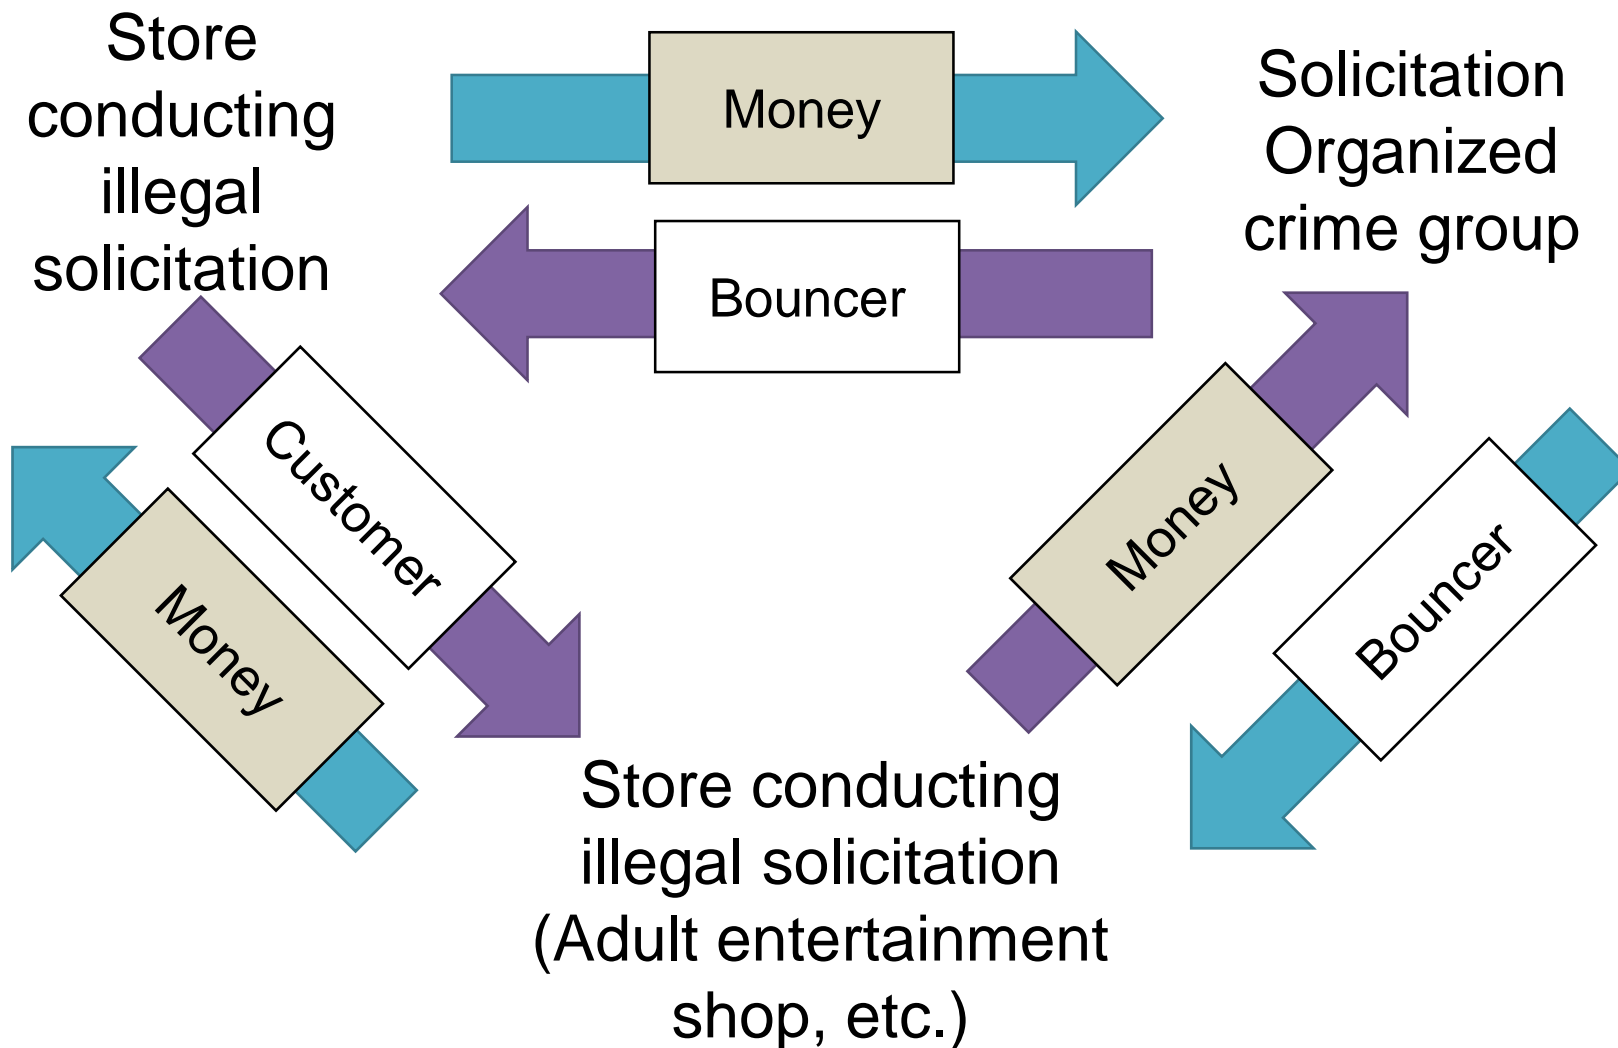 Store
conducting
illegal
solicitation
Money
Bouncer
Solicitation
Organized
crime group
Customer
Money
Money
Bouncer
Store conducting
illegal solicitation
(Adult entertainment
shop, etc.)